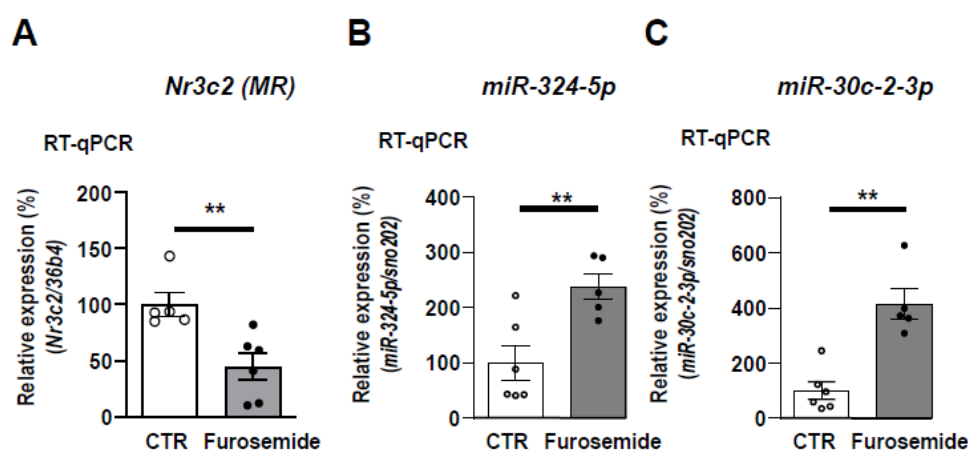 A
Nr3c2 (MR)
RT-qPCR
Relative expression (%)
(Nr3c2/36b4)
200
150
100
50
0
**
CTR
Furosemide
B
miR-324-5p
RT-qPCR
Relative expression (%)
(miR-324-5p/sno202)
400
300
200
100
0
**
CTR
Furosemide
C
miR-30c-2-3p
RT-qPCR
Relative expression (%)
(miR-30c-2-3p/sno202)
800
600
400
200
0
**
CTR
Furosemide